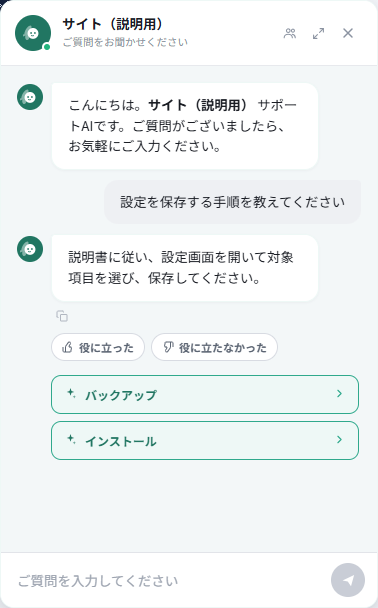 サイト（説明用）
ご質問をお聞かせください
こんにちは。サイト（説明用） サポー
トAIです。ご質問がございましたら、
お気軽にご入力ください。
設定を保存する手順を教えてください
説明書に従い、設定画面を開いて対象
項目を選び、保存してください。
役に立った
役に立たなかった
バックアップ
インストール
ご質問を入力してください